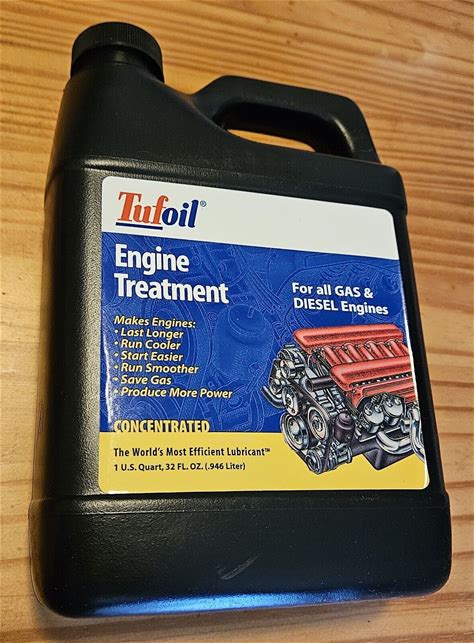 Tufoil®
Engine
Treatment
For all GAS &
DIESEL Engines
Makes Engines:
• Last Longer
• Run Cooler
• Start Easier
• Run Smoother
• Save Gas
• Produce More Power
CONCENTRATED
The World's Most Efficient Lubricant™
1 U.S. Quart, 32 FL. OZ. (.946 Liter)